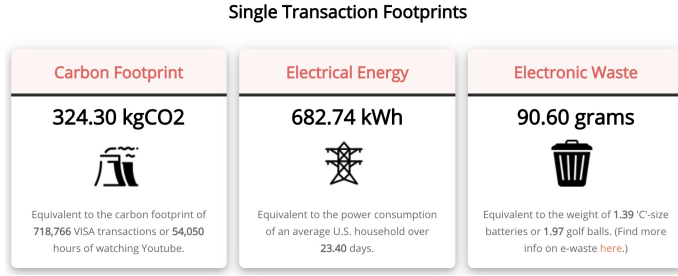 Single Transaction Footprints
Carbon Footprint
324.30 kgCO2
Equivalent to the carbon footprint of
718,766 VISA transactions or 54,050
hours of watching Youtube.
Electrical Energy
682.74 kWh
Equivalent to the power consumption
of an average U.S. household over
23.40 days.
Electronic Waste
90.60 grams
Equivalent to the weight of 1.39 'C'-size
batteries or 1.97 golf balls. (Find more
info on e-waste here.)